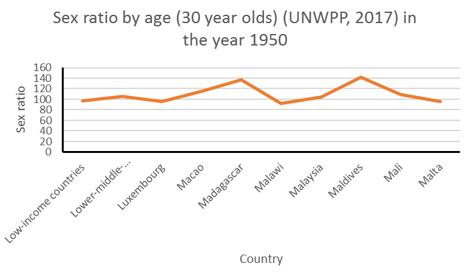 Sex ratio by age (30 year olds) (UNWPP, 2017) in
the year 1950
160
140
120
100
80
60
40
20
0
Sex ratio
Low-income countries
Lower-middle-...
Luxembourg
Macao
Madagascar
Malawi
Malaysia
Maldives
Mali
Malta
Country